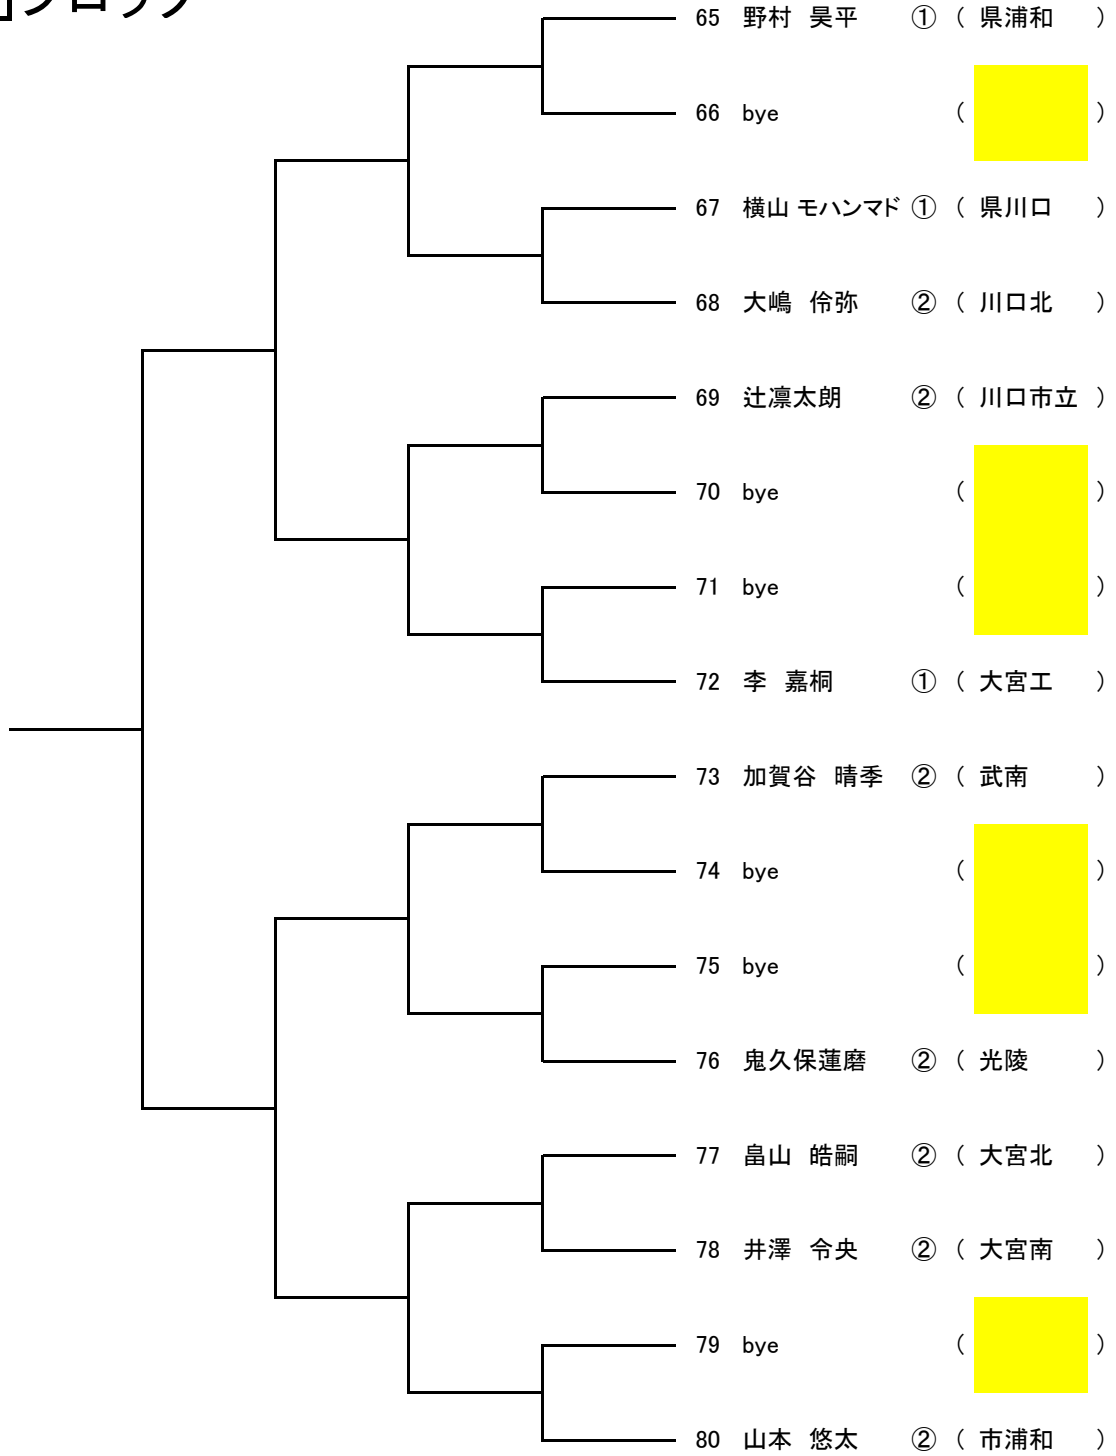 ブロック
65 野村 昊平 ① ( 県浦和 )
66 bye ( )
67 横山 モハンマド ① ( 県川口 )
68 大嶋 伶弥 ② ( 川口北 )
69 辻凛太朗 ② ( 川口市立 )
70 bye ( )
71 bye ( )
72 李 嘉桐 ① ( 大宮工 )
73 加賀谷 晴季 ② ( 武南 )
74 bye ( )
75 bye ( )
76 鬼久保蓮磨 ② ( 光陵 )
77 畠山 皓嗣 ② ( 大宮北 )
78 井澤 令央 ② ( 大宮南 )
79 bye ( )
80 山本 悠太 ② ( 市浦和 )